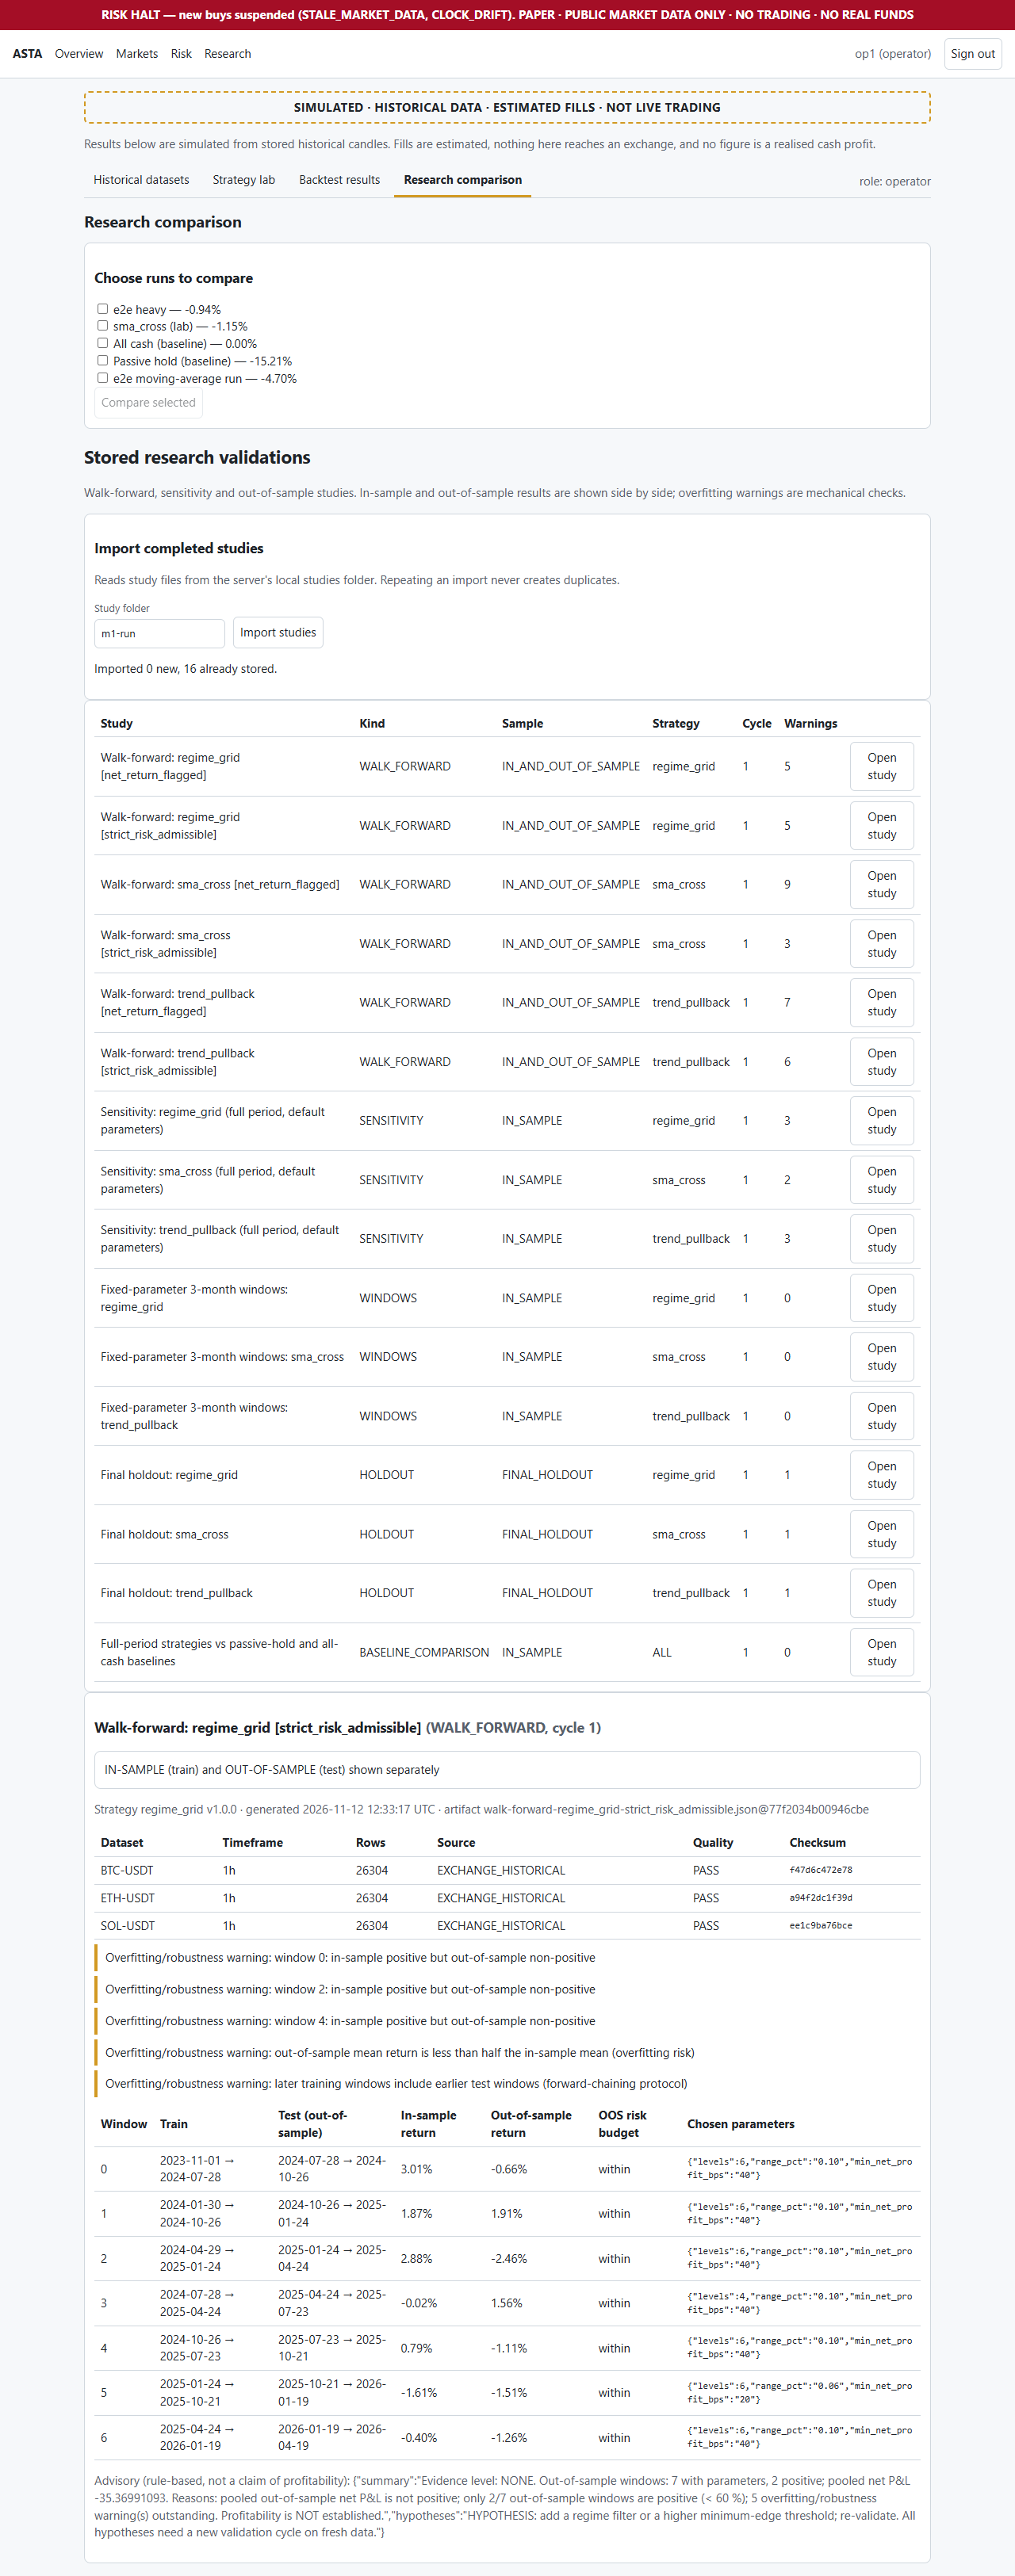 RISK HALT — new buys suspended (STALE_MARKET_DATA, CLOCK_DRIFT). PAPER · PUBLIC MARKET DATA ONLY · NO TRADING · NO REAL FUNDS
ASTA Overview Markets Risk Research op1 (operator) Sign out
SIMULATED · HISTORICAL DATA · ESTIMATED FILLS · NOT LIVE TRADING
Results below are simulated from stored historical candles. Fills are estimated, nothing here reaches an exchange, and no figure is a realised cash profit.
Historical datasets Strategy lab Backtest results Research comparison role: operator
Research comparison
Choose runs to compare
e2e heavy — -0.94%
sma_cross (lab) — -1.15%
All cash (baseline) — 0.00%
Passive hold (baseline) — -15.21%
e2e moving-average run — -4.70%
Compare selected
Stored research validations
Walk-forward, sensitivity and out-of-sample studies. In-sample and out-of-sample results are shown side by side; overfitting warnings are mechanical checks.
Import completed studies
Reads study files from the server's local studies folder. Repeating an import never creates duplicates.
Study folder
m1-run Import studies
Imported 0 new, 16 already stored.
Study Kind Sample Strategy Cycle Warnings
Walk-forward: regime_grid
[net_return_flagged] WALK_FORWARD IN_AND_OUT_OF_SAMPLE regime_grid 1 5 Open
study
Walk-forward: regime_grid
[strict_risk_admissible] WALK_FORWARD IN_AND_OUT_OF_SAMPLE regime_grid 1 5 Open
study
Walk-forward: sma_cross [net_return_flagged] WALK_FORWARD IN_AND_OUT_OF_SAMPLE sma_cross 1 9 Open
study
Walk-forward: sma_cross
[strict_risk_admissible] WALK_FORWARD IN_AND_OUT_OF_SAMPLE sma_cross 1 3 Open
study
Walk-forward: trend_pullback
[net_return_flagged] WALK_FORWARD IN_AND_OUT_OF_SAMPLE trend_pullback 1 7 Open
study
Walk-forward: trend_pullback
[strict_risk_admissible] WALK_FORWARD IN_AND_OUT_OF_SAMPLE trend_pullback 1 6 Open
study
Sensitivity: regime_grid (full period, default
parameters) SENSITIVITY IN_SAMPLE regime_grid 1 3 Open
study
Sensitivity: sma_cross (full period, default
parameters) SENSITIVITY IN_SAMPLE sma_cross 1 2 Open
study
Sensitivity: trend_pullback (full period, default
parameters) SENSITIVITY IN_SAMPLE trend_pullback 1 3 Open
study
Fixed-parameter 3-month windows:
regime_grid WINDOWS IN_SAMPLE regime_grid 1 0 Open
study
Fixed-parameter 3-month windows: sma_cross WINDOWS IN_SAMPLE sma_cross 1 0 Open
study
Fixed-parameter 3-month windows:
trend_pullback WINDOWS IN_SAMPLE trend_pullback 1 0 Open
study
Final holdout: regime_grid HOLDOUT FINAL_HOLDOUT regime_grid 1 1 Open
study
Final holdout: sma_cross HOLDOUT FINAL_HOLDOUT sma_cross 1 1 Open
study
Final holdout: trend_pullback HOLDOUT FINAL_HOLDOUT trend_pullback 1 1 Open
study
Full-period strategies vs passive-hold and all-
cash baselines BASELINE_COMPARISON IN_SAMPLE ALL 1 0 Open
study
Walk-forward: regime_grid [strict_risk_admissible] (WALK_FORWARD, cycle 1)
IN-SAMPLE (train) and OUT-OF-SAMPLE (test) shown separately
Strategy regime_grid v1.0.0 · generated 2026-11-12 12:33:17 UTC · artifact walk-forward-regime_grid-strict_risk_admissible.json@77f2034b00946cbe
Dataset Timeframe Rows Source Quality Checksum
BTC-USDT 1h 26304 EXCHANGE_HISTORICAL PASS f47d6c472e78
ETH-USDT 1h 26304 EXCHANGE_HISTORICAL PASS a94f2dc1f39d
SOL-USDT 1h 26304 EXCHANGE_HISTORICAL PASS ee1c9ba76bce
Overfitting/robustness warning: window 0: in-sample positive but out-of-sample non-positive
Overfitting/robustness warning: window 2: in-sample positive but out-of-sample non-positive
Overfitting/robustness warning: window 4: in-sample positive but out-of-sample non-positive
Overfitting/robustness warning: out-of-sample mean return is less than half the in-sample mean (overfitting risk)
Overfitting/robustness warning: later training windows include earlier test windows (forward-chaining protocol)
Window Train Test (out-of-
sample) In-sample
return Out-of-sample
return OOS risk
budget Chosen parameters
0 2023-11-01 →
2024-07-28 2024-07-28 → 2024-
10-26 3.01% -0.66% within {"levels":6,"range_pct":"0.10","min_net_pro
fit_bps":"40"}
1 2024-01-30 →
2024-10-26 2024-10-26 → 2025-
01-24 1.87% 1.91% within {"levels":6,"range_pct":"0.10","min_net_pro
fit_bps":"40"}
2 2024-04-29 →
2025-01-24 2025-01-24 → 2025-
04-24 2.88% -2.46% within {"levels":6,"range_pct":"0.10","min_net_pro
fit_bps":"40"}
3 2024-07-28 →
2025-04-24 2025-04-24 → 2025-
07-23 -0.02% 1.56% within {"levels":4,"range_pct":"0.10","min_net_pro
fit_bps":"40"}
4 2024-10-26 →
2025-07-23 2025-07-23 → 2025-
10-21 0.79% -1.11% within {"levels":6,"range_pct":"0.10","min_net_pro
fit_bps":"40"}
5 2025-01-24 →
2025-10-21 2025-10-21 → 2026-
01-19 -1.61% -1.51% within {"levels":6,"range_pct":"0.06","min_net_pro
fit_bps":"20"}
6 2025-04-24 →
2026-01-19 2026-01-19 → 2026-
04-19 -0.40% -1.26% within {"levels":6,"range_pct":"0.10","min_net_pro
fit_bps":"40"}
Advisory (rule-based, not a claim of profitability): {"summary":"Evidence level: NONE. Out-of-sample windows: 7 with parameters, 2 positive; pooled net P&L
-35.36991093. Reasons: pooled out-of-sample net P&L is not positive; only 2/7 out-of-sample windows are positive (< 60 %); 5 overfitting/robustness
warning(s) outstanding. Profitability is NOT established.","hypotheses":"HYPOTHESIS: add a regime filter or a higher minimum-edge threshold; re-validate. All
hypotheses need a new validation cycle on fresh data."}